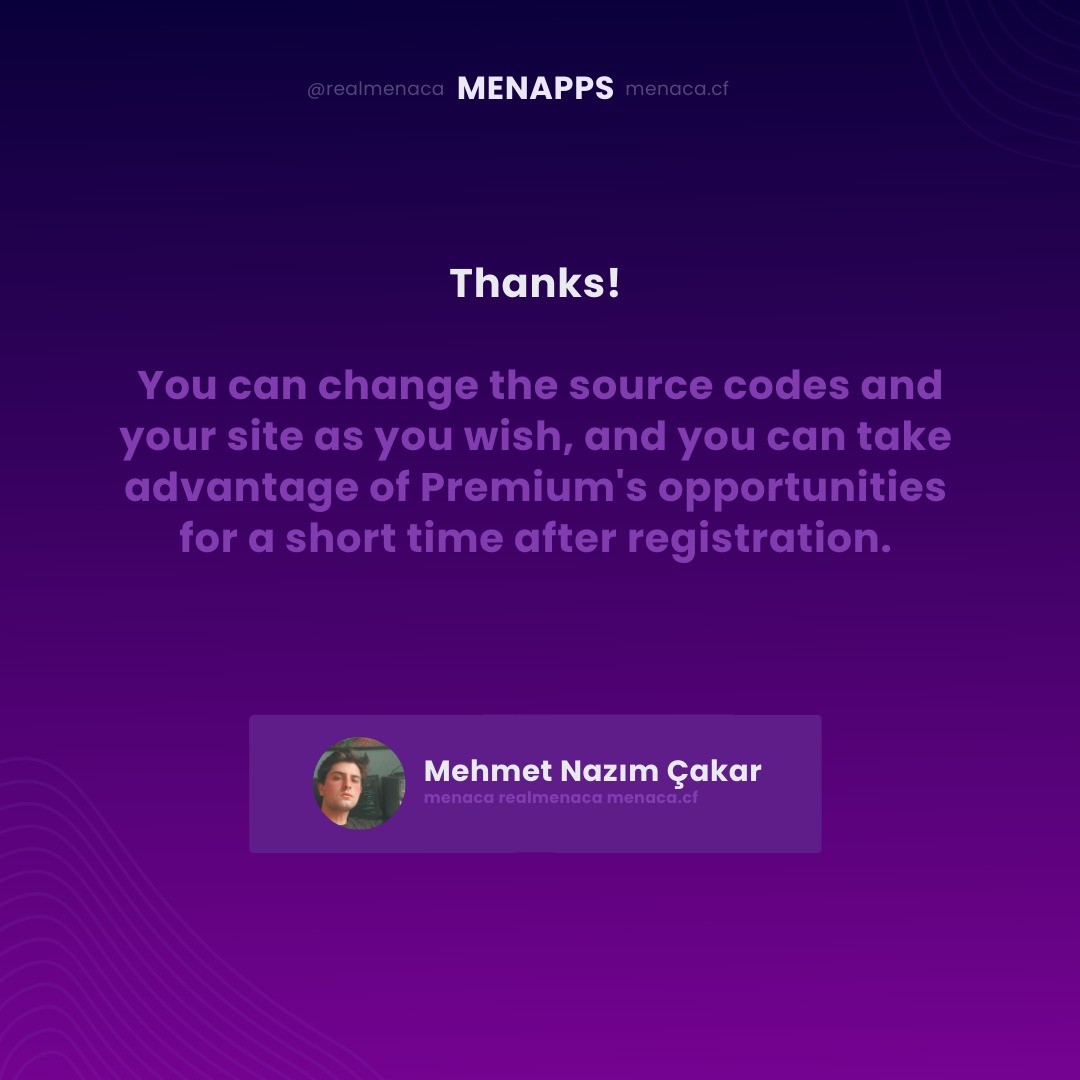 @realmenaca MENAPPS menaca.cf
Thanks!
You can change the source codes and
your site as you wish, and you can take
advantage of Premium's opportunities
for a short time after registration.
Mehmet Nazım Çakar
menaca realmenaca menaca.cf